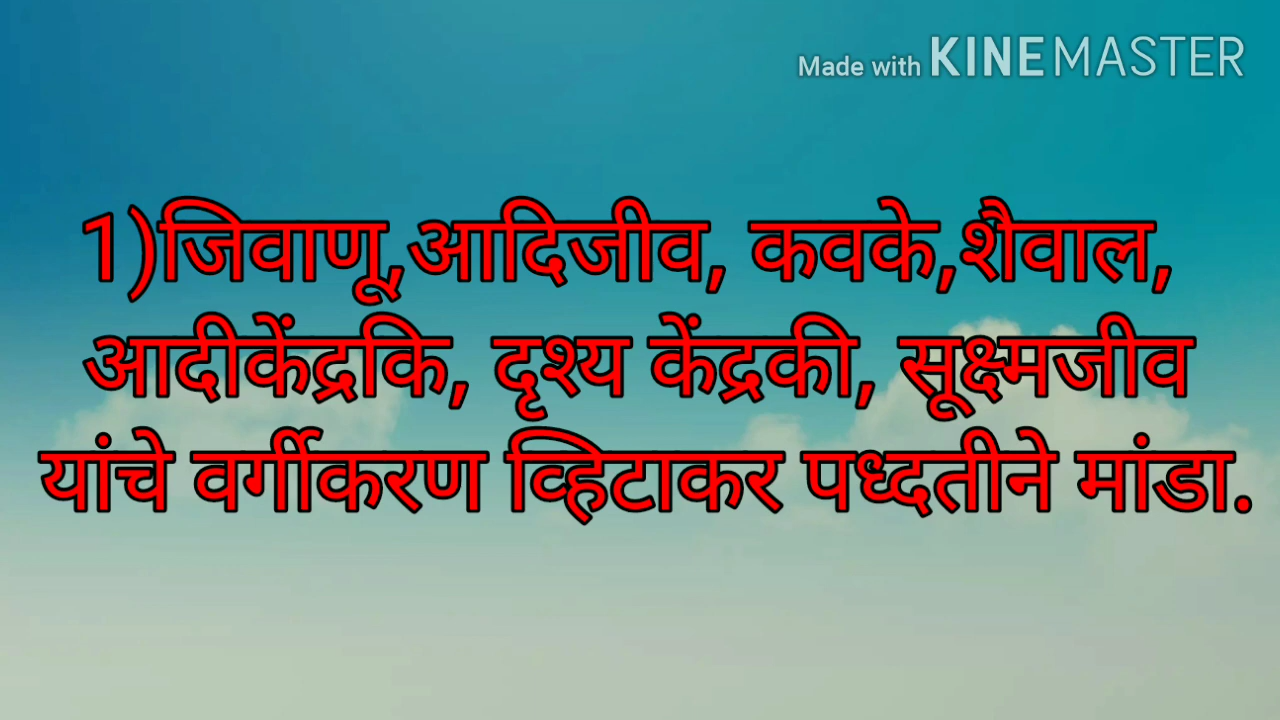 Made with KINEMASTER
1)जिवाणू,आदिजीव, कवके,शैवाल,
आदीकेंद्रकि, दृश्य केंद्रकी, सूक्ष्मजीव
यांचे वर्गीकरण व्हिटाकर पध्दतीने मांडा.